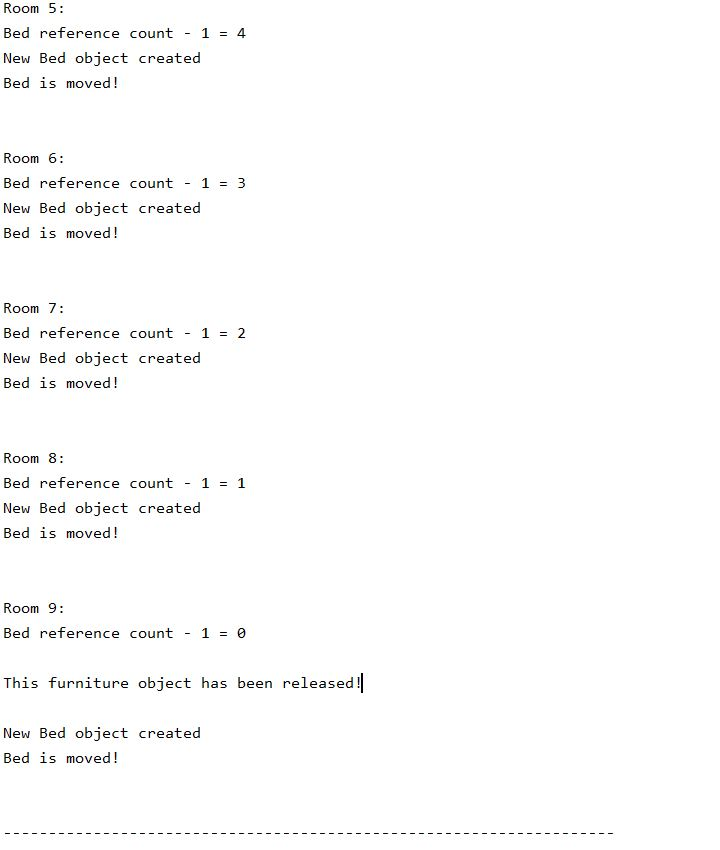 Room 5:
Bed reference count - 1 = 4
New Bed object created
Bed is moved!
Room 6:
Bed reference count - 1 = 3
New Bed object created
Bed is moved!
Room 7:
Bed reference count - 1 = 2
New Bed object created
Bed is moved!
Room 8:
Bed reference count - 1 = 1
New Bed object created
Bed is moved!
Room 9:
Bed reference count - 1 = 0
This furniture object has been released!
New Bed object created
Bed is moved!
--------------------------------------------------------------------